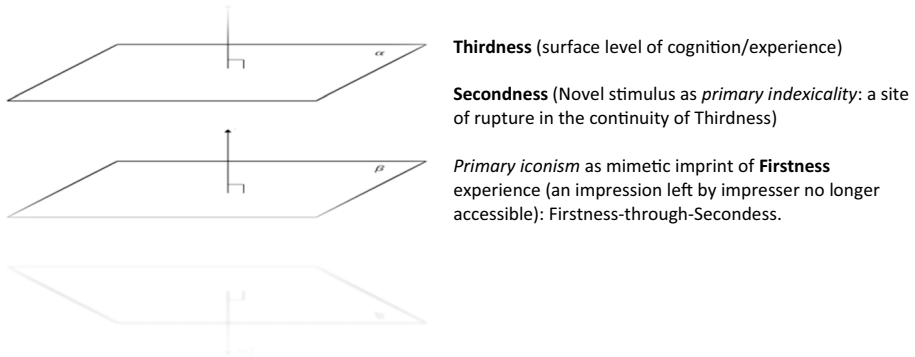 α
Thirdness (surface level of cognition/experience)
Secondness (Novel stimulus as primary indexicality: a site
of rupture in the continuity of Thirdness)
β
Primary iconism as mimetic imprint of Firstness
experience (an impression left by impresser no longer
accessible): Firstness-through-Secondess.